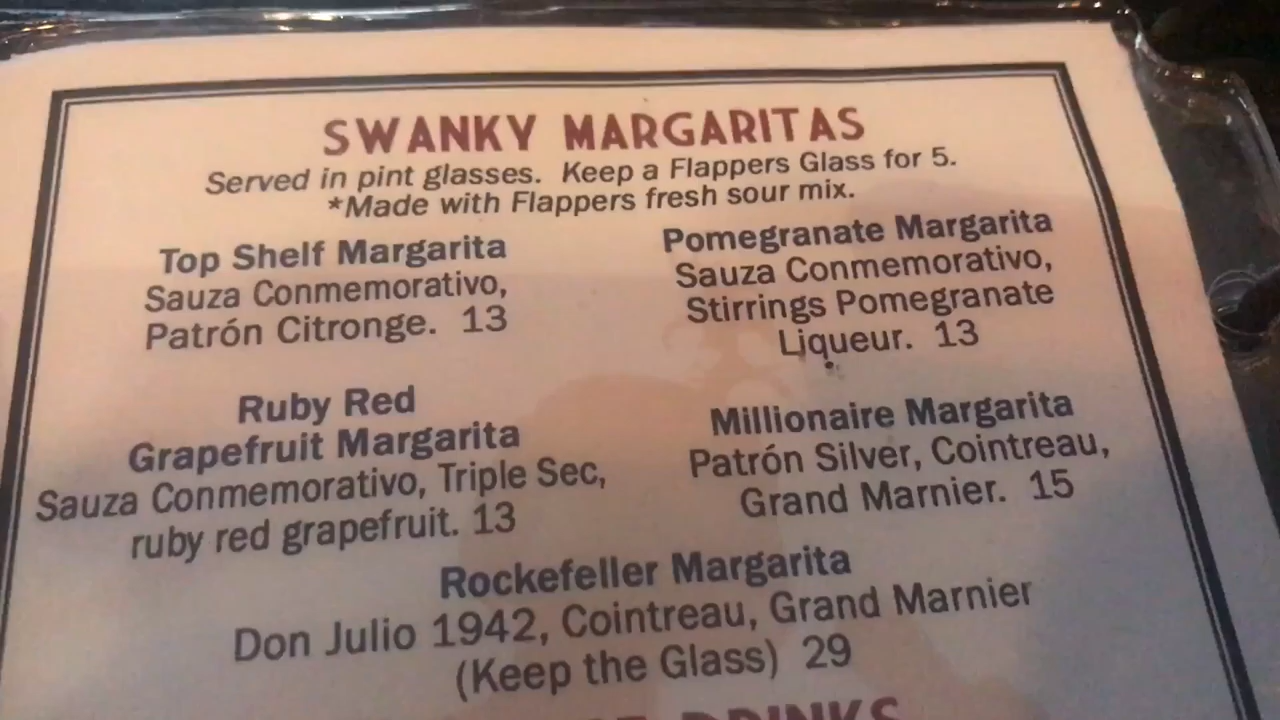 SWANKY MARGARITAS
Served in pint glasses. Keep a Flappers Glass for 5.
*Made with Flappers fresh sour mix.
Top Shelf Margarita
Sauza Conmemorativo,
Patrón Citronge. 13
Pomegranate Margarita
Sauza Conmemorativo,
Stirrings Pomegranate
Liqueur. 13
Ruby Red
Grapefruit Margarita
Sauza Conmemorativo, Triple Sec,
ruby red grapefruit. 13
Millionaire Margarita
Patrón Silver, Cointreau,
Grand Marnier. 15
Rockefeller Margarita
Don Julio 1942, Cointreau, Grand Marnier
(Keep the Glass) 29
DRINKS